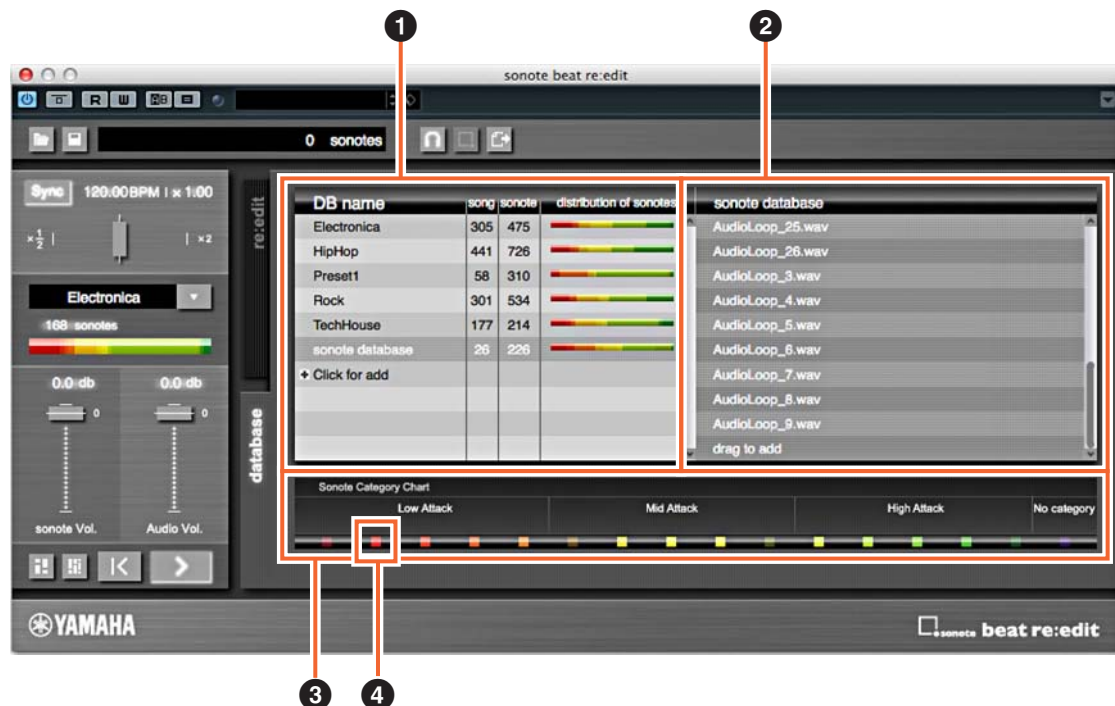 1 2
sonote beat re:edit
R W AB
0 sonotes
Sync 120.00BPM | x 1.00
x 1/2 | | x2
re:edit
Electronica
168 sonotes
0.0 db 0.0 db
0 0
sonote Vol. Audio Vol.
database
DB name song sonote distribution of sonotes
Electronica 305 475
HipHop 441 726
Preset1 58 310
Rock 301 534
TechHouse 177 214
sonote database 26 226
+ Click for add
sonote database
AudioLoop_25.wav
AudioLoop_26.wav
AudioLoop_3.wav
AudioLoop_4.wav
AudioLoop_5.wav
AudioLoop_6.wav
AudioLoop_7.wav
AudioLoop_8.wav
AudioLoop_9.wav
drag to add
Sonote Category Chart
Low Attack Mid Attack High Attack No category
YAMAHA
sonote beat re:edit
3 4